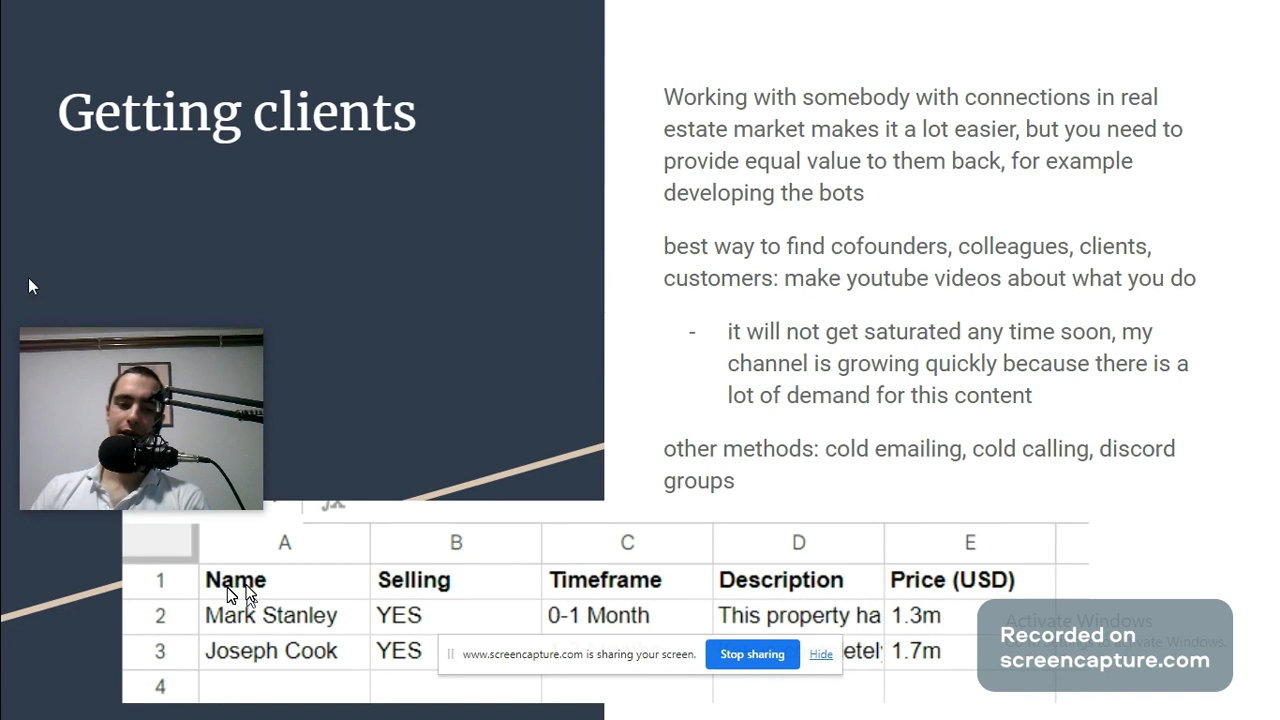 Getting clients
Working with somebody with connections in real
estate market makes it a lot easier, but you need to
provide equal value to them back, for example
developing the bots
best way to find cofounders, colleagues, clients,
customers: make youtube videos about what you do
- it will not get saturated any time soon, my
channel is growing quickly because there is a
lot of demand for this content
other methods: cold emailing, cold calling, discord
groups
fx
A B C D E
1 Name Selling Timeframe Description Price (USD)
2 Mark Stanley YES 0-1 Month This property ha 1.3m
3 Joseph Cook YES 1.7m
4
www.screencapture.com is sharing your screen. Stop sharing Hide
Activate Windows
Recorded on
screencapture.com